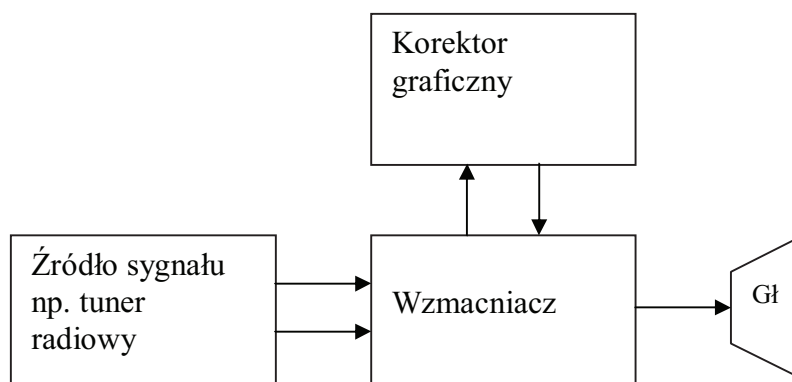 Korektor
graficzny
Źródło sygnału
np. tuner
radiowy
Wzmacniacz
Gł